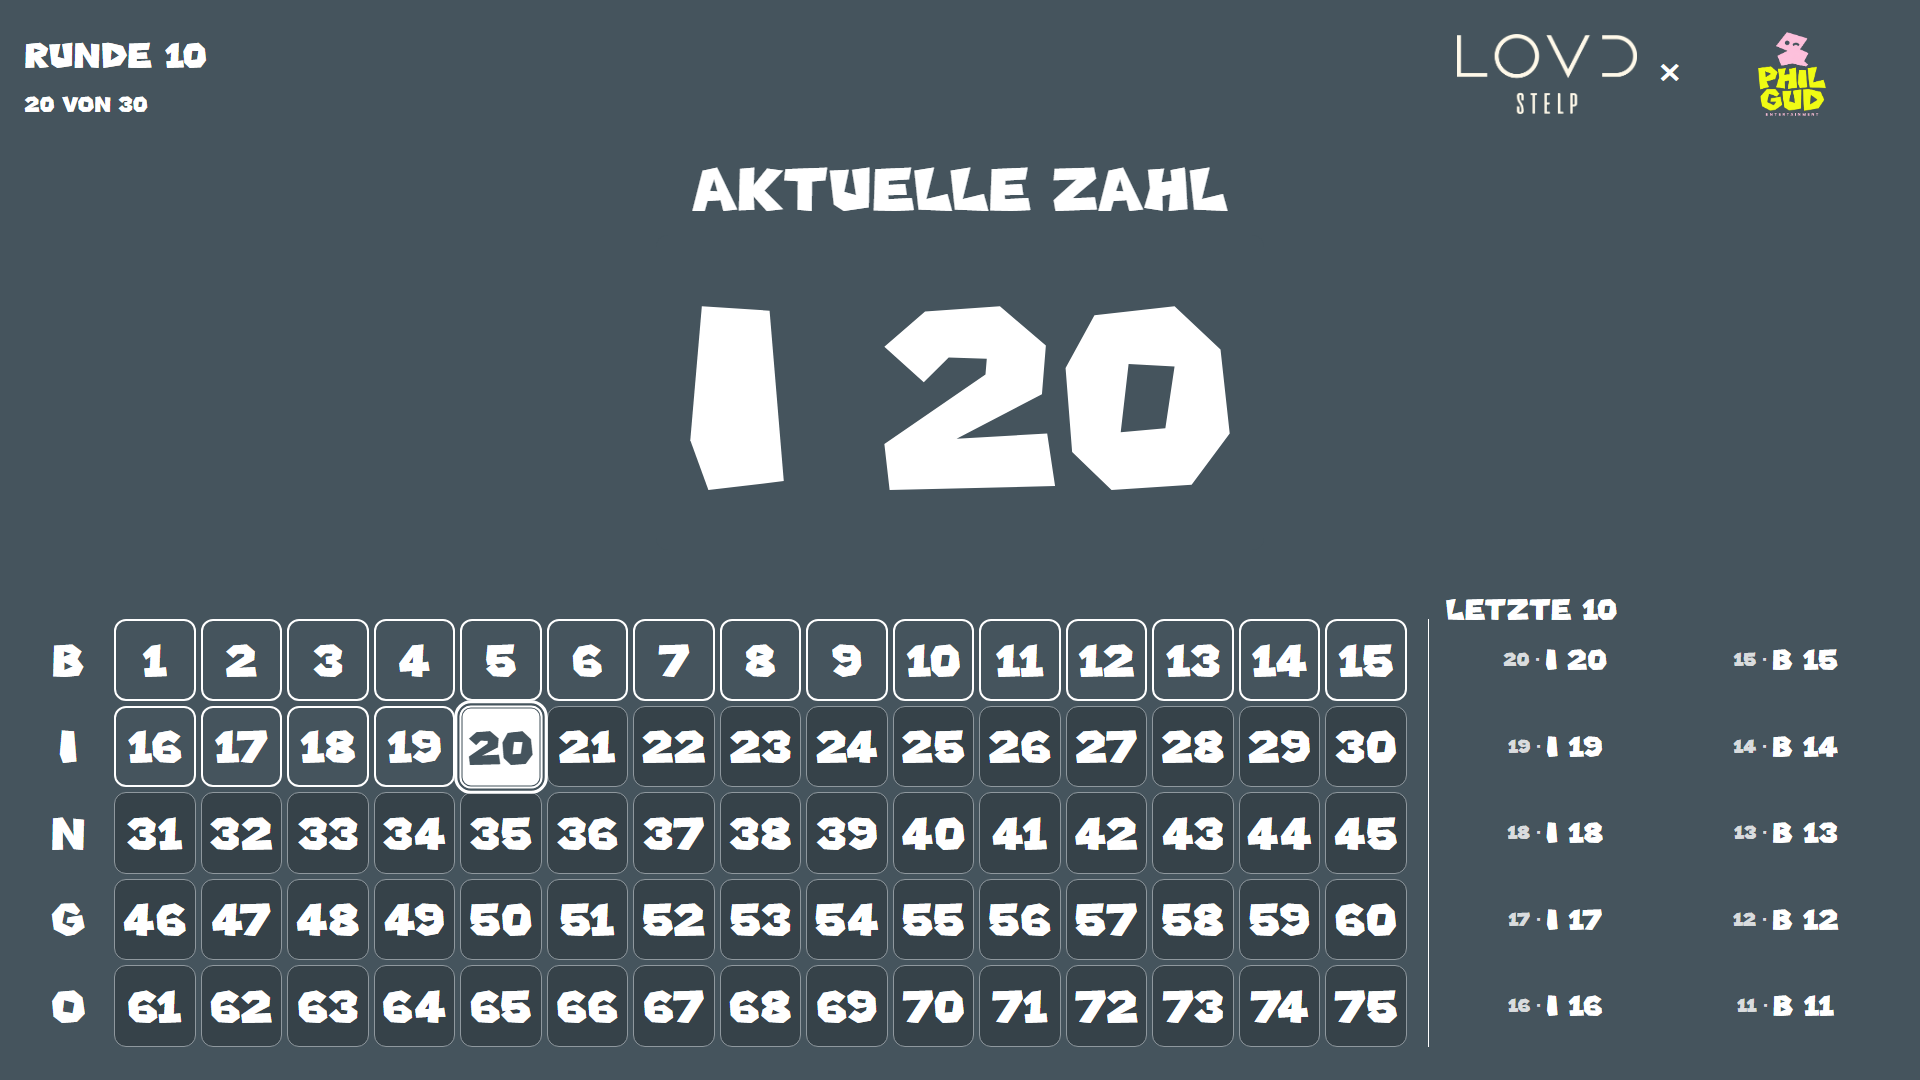 RUNDE 10
20 VON 30
LOVD
STELP
×
PHIL
GUD
ENTERTAINMENT
AKTUELLE ZAHL
I 20
B 1 2 3 4 5 6 7 8 9 10 11 12 13 14 15
I 16 17 18 19 20 21 22 23 24 25 26 27 28 29 30
N 31 32 33 34 35 36 37 38 39 40 41 42 43 44 45
G 46 47 48 49 50 51 52 53 54 55 56 57 58 59 60
O 61 62 63 64 65 66 67 68 69 70 71 72 73 74 75
LETZTE 10
20 · I 20 15 · B 15
19 · I 19 14 · B 14
18 · I 18 13 · B 13
17 · I 17 12 · B 12
16 · I 16 11 · B 11